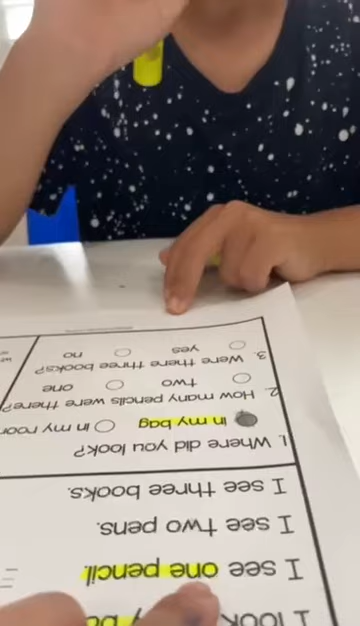 I look
I see one pencil.
I see two pens.
I see three books.
1. Where did you look?
in my bag in my
2. How many pencils were there?
two one
3. Were there three books?
yes no